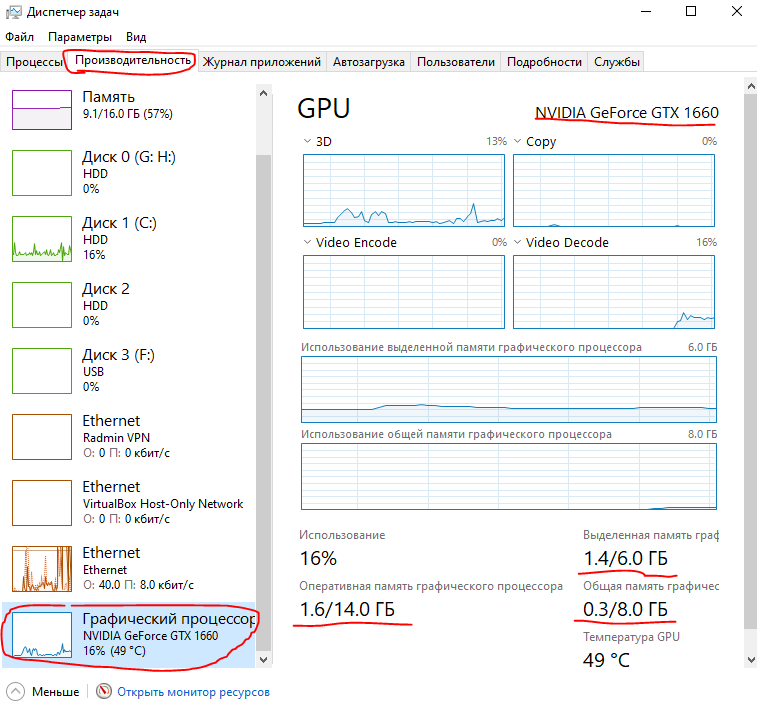 Диспетчер задач
Файл Параметры Вид
Процессы Производительность Журнал приложений Автозагрузка Пользователи Подробности Службы
Память
9.1/16.0 ГБ (57%)
Диск 0 (G: H:)
HDD
0%
Диск 1 (C:)
HDD
16%
Диск 2
HDD
0%
Диск 3 (F:)
USB
0%
Ethernet
Radmin VPN
О: 0 П: 0 кбит/с
Ethernet
VirtualBox Host-Only Network
О: 0 П: 0 кбит/с
Ethernet
Ethernet
О: 40.0 П: 8.0 кбит/с
Графический процессор
NVIDIA GeForce GTX 1660
16% (49 °C)
GPU
NVIDIA GeForce GTX 1660
3D 13%
Copy 0%
Video Encode 0%
Video Decode 16%
Использование выделенной памяти графического процессора 6.0 ГБ
Использование общей памяти графического процессора 8.0 ГБ
Использование
16%
Выделенная память граф
1.4/6.0 ГБ
Оперативная память графического процессора
1.6/14.0 ГБ
Общая память графичес
0.3/8.0 ГБ
Температура GPU
49 °C
Меньше
Открыть монитор ресурсов